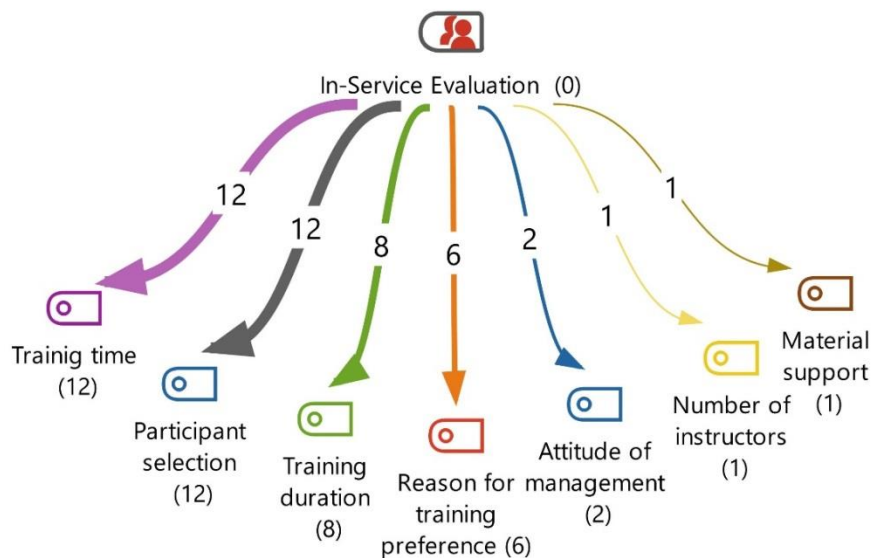 In-Service Evaluation (0)
12
12
8
6
2
1
1
Trainig time
(12)
Participant
selection
(12)
Training
duration
(8)
Reason for
training
preference (6)
Attitude of
management
(2)
Number of
instructors
(1)
Material
support
(1)